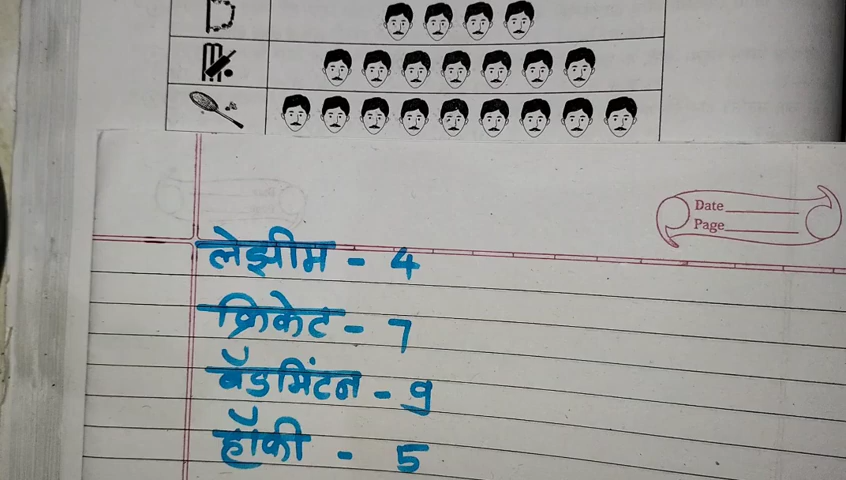 Date
Page
लेझीम - 4
क्रिकेट - 7
बॅडमिंटन - 9
हॉकी - 5